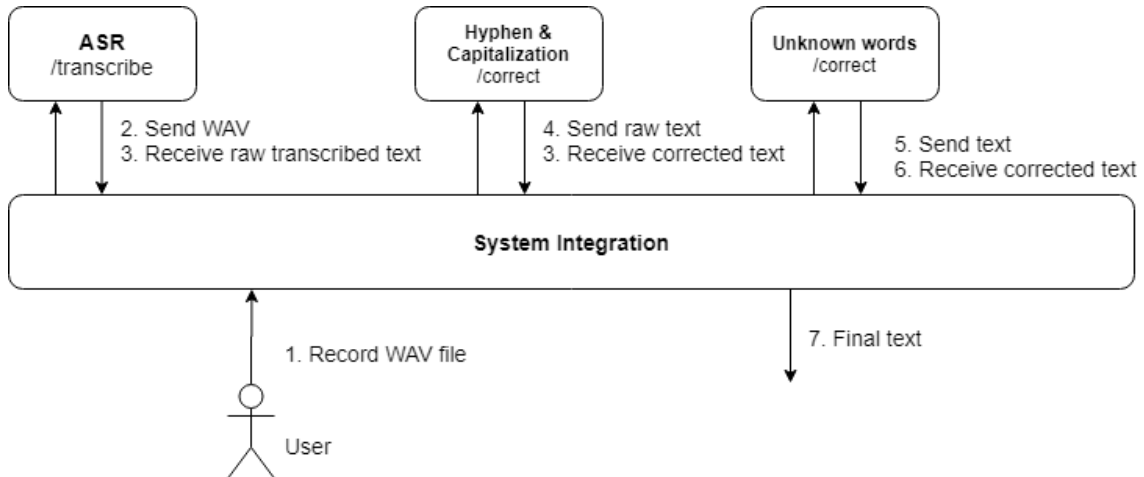 ASR
/transcribe
Hyphen &
Capitalization
/correct
Unknown words
/correct
2. Send WAV
3. Receive raw transcribed text
4. Send raw text
3. Receive corrected text
5. Send text
6. Receive corrected text
System Integration
1. Record WAV file
7. Final text
User